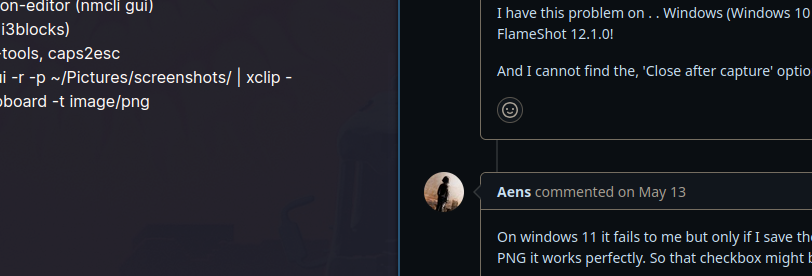 on-editor (nmcli gui)
i3blocks)
-tools, caps2esc
ui -r -p ~/Pictures/screenshots/ | xclip -
board -t image/png
I have this problem on . . Windows (Windows 10
FlameShot 12.1.0!
And I cannot find the, 'Close after capture' optio
Aens commented on May 13
On windows 11 it fails to me but only if I save the
PNG it works perfectly. So that checkbox might b